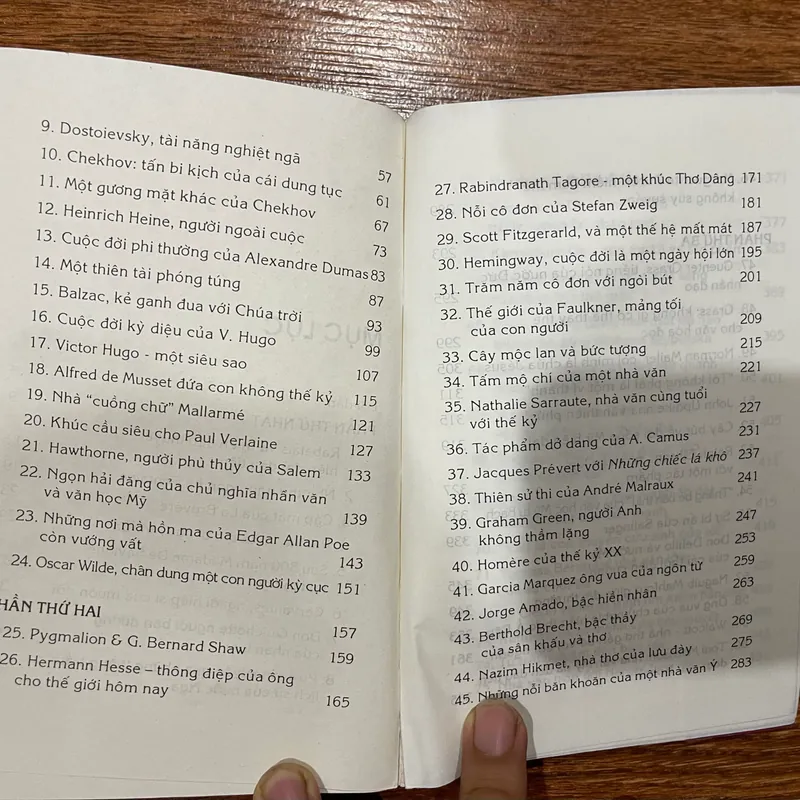 9. Dostoievsky, tài năng nghiệt ngã 57
10. Chekhov: tấn bi kịch của cái dung tục 61
11. Một gương mặt khác của Chekhov 67
12. Heinrich Heine, người ngoài cuộc 73
13. Cuộc đời phi thường của Alexandre Dumas 83
14. Một thiên tài phóng túng 87
15. Balzac, kẻ ganh đua với Chúa trời 93
16. Cuộc đời kỳ diệu của V. Hugo 99
17. Victor Hugo - một siêu sao 107
18. Alfred de Musset đứa con không thế kỷ 115
19. Nhà “cuồng chữ” Mallarmé 121
20. Khúc cầu siêu cho Paul Verlaine 127
21. Hawthorne, người phù thủy của Salem 133
22. Ngọn hải đăng của chủ nghĩa nhấn văn
và văn học Mỹ 139
23. Những nơi mà hồn ma của Edgar Allan Poe
còn vướng vất 143
24. Oscar Wilde, chân dung một con người kỳ cục 151
HẦN THỨ HAI 157
25. Pygmalion & G. Bernard Shaw 159
26. Hermann Hesse – thông điệp của ông
cho thế giới hôm nay 165
27. Rabindranath Tagore - một khúc Thơ Dâng 171
28. Nỗi cô đơn của Stefan Zweig 181
29. Scott Fitzgerarld, và một thế hệ mất mát 187
30. Hemingway, cuộc đời là một ngày hội lớn 195
31. Trăm năm cô đơn với ngòi bút 201
32. Thế giới của Faulkner, mảng tối
của con người 209
33. Cây mộc lan và bức tượng 215
34. Tấm mộ chí của một nhà văn 221
35. Nathalie Sarraute, nhà văn cùng tuổi
với thế kỷ 227
36. Tác phẩm dở dang của A. Camus 231
37. Jacques Prévert với Những chiếc lá khô 237
38. Thiên sử thi của André Malraux 241
39. Graham Green, người Anh
không thầm lặng 247
40. Homère của thế kỷ XX 253
41. Garcia Marquez ông vua của ngôn từ 259
42. Jorge Amado, bậc hiền nhân 263
43. Berthold Brecht, bậc thầy
của sân khấu và thơ 269
44. Nazim Hikmet, nhà thơ của lưu đày 275
45. Những nỗi băn khoăn của một nhà văn Ý 283